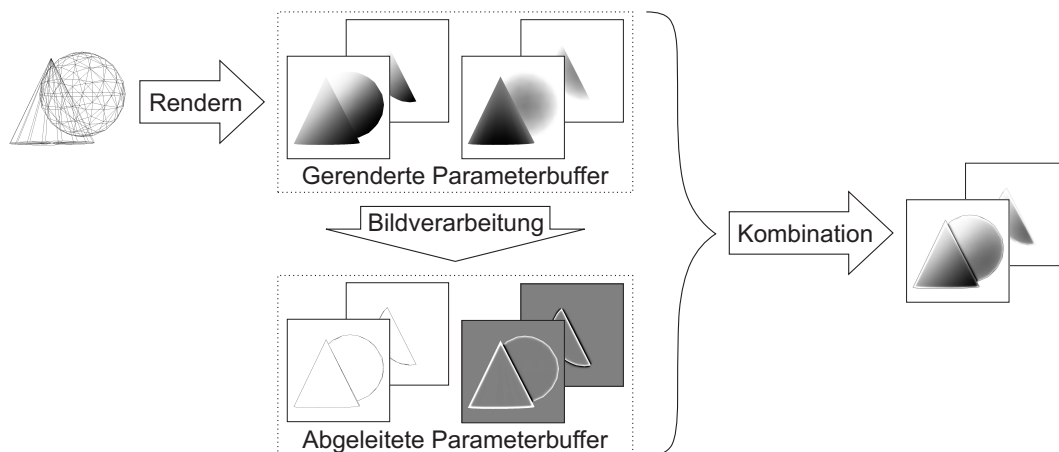 Rendern
Gerenderte Parameterbuffer
Bildverarbeitung
Kombination
Abgeleitete Parameterbuffer